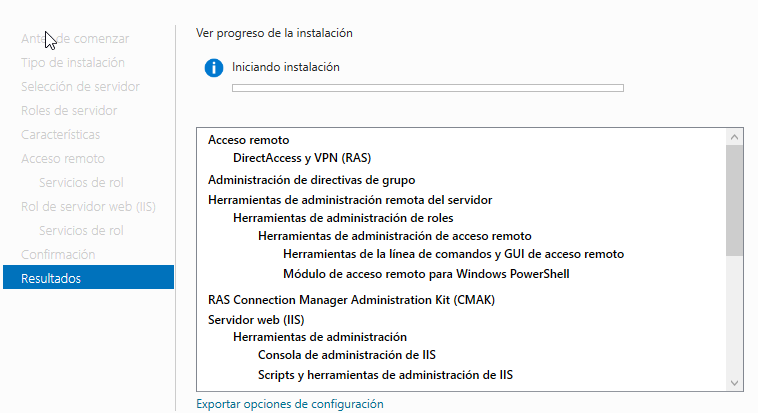 Antes de comenzar
Tipo de instalación
Selección de servidor
Roles de servidor
Características
Acceso remoto
Servicios de rol
Rol de servidor web (IIS)
Servicios de rol
Confirmación
Resultados
Ver progreso de la instalación
Iniciando instalación
Acceso remoto
DirectAccess y VPN (RAS)
Administración de directivas de grupo
Herramientas de administración remota del servidor
Herramientas de administración de roles
Herramientas de administración de acceso remoto
Herramientas de la línea de comandos y GUI de acceso remoto
Módulo de acceso remoto para Windows PowerShell
RAS Connection Manager Administration Kit (CMAK)
Servidor web (IIS)
Herramientas de administración
Consola de administración de IIS
Scripts y herramientas de administración de IIS
Exportar opciones de configuración